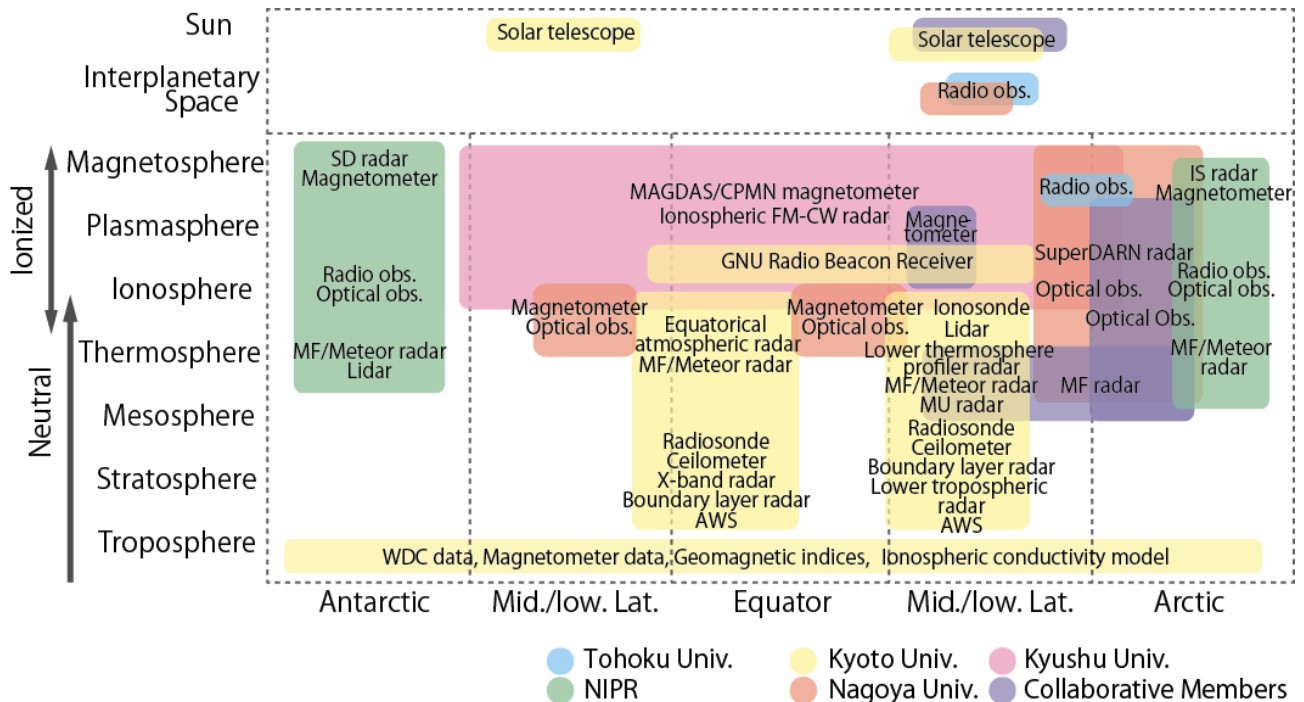 Sun
Solar telescope
Solar telescope
Interplanetary
Space
Radio obs.
Ionized
Neutral
Magnetosphere
Plasmasphere
Ionosphere
Thermosphere
Mesosphere
Stratosphere
Troposphere
SD radar
Magnetometer
Radio obs.
Optical obs.
MF/Meteor radar
Lidar
MAGDAS/CPMN magnetometer
Ionospheric FM-CW radar
Magne-
tometer
GNU Radio Beacon Receiver
Magnetometer
Optical obs.
Equatorical
atmospheric radar
MF/Meteor radar
Radiosonde
Ceilometer
X-band radar
Boundary layer radar
AWS
Magnetometer
Optical obs.
Ionosonde
Lidar
Lower thermosphere
profiler radar
MF/Meteor radar
MU radar
Radiosonde
Ceilometer
Boundary layer radar
Lower tropospheric
radar
AWS
Radio obs.
SuperDARN radar
Optical obs.
Optical Obs.
MF radar
IS radar
Magnetometer
Radio obs.
Optical obs.
MF/Meteor
radar
WDC data, Magnetometer data, Geomagnetic indices, Ionospheric conductivity model
Antarctic
Mid./low. Lat.
Equator
Mid./low. Lat.
Arctic
Tohoku Univ.
Kyoto Univ.
Kyushu Univ.
NIPR
Nagoya Univ.
Collaborative Members